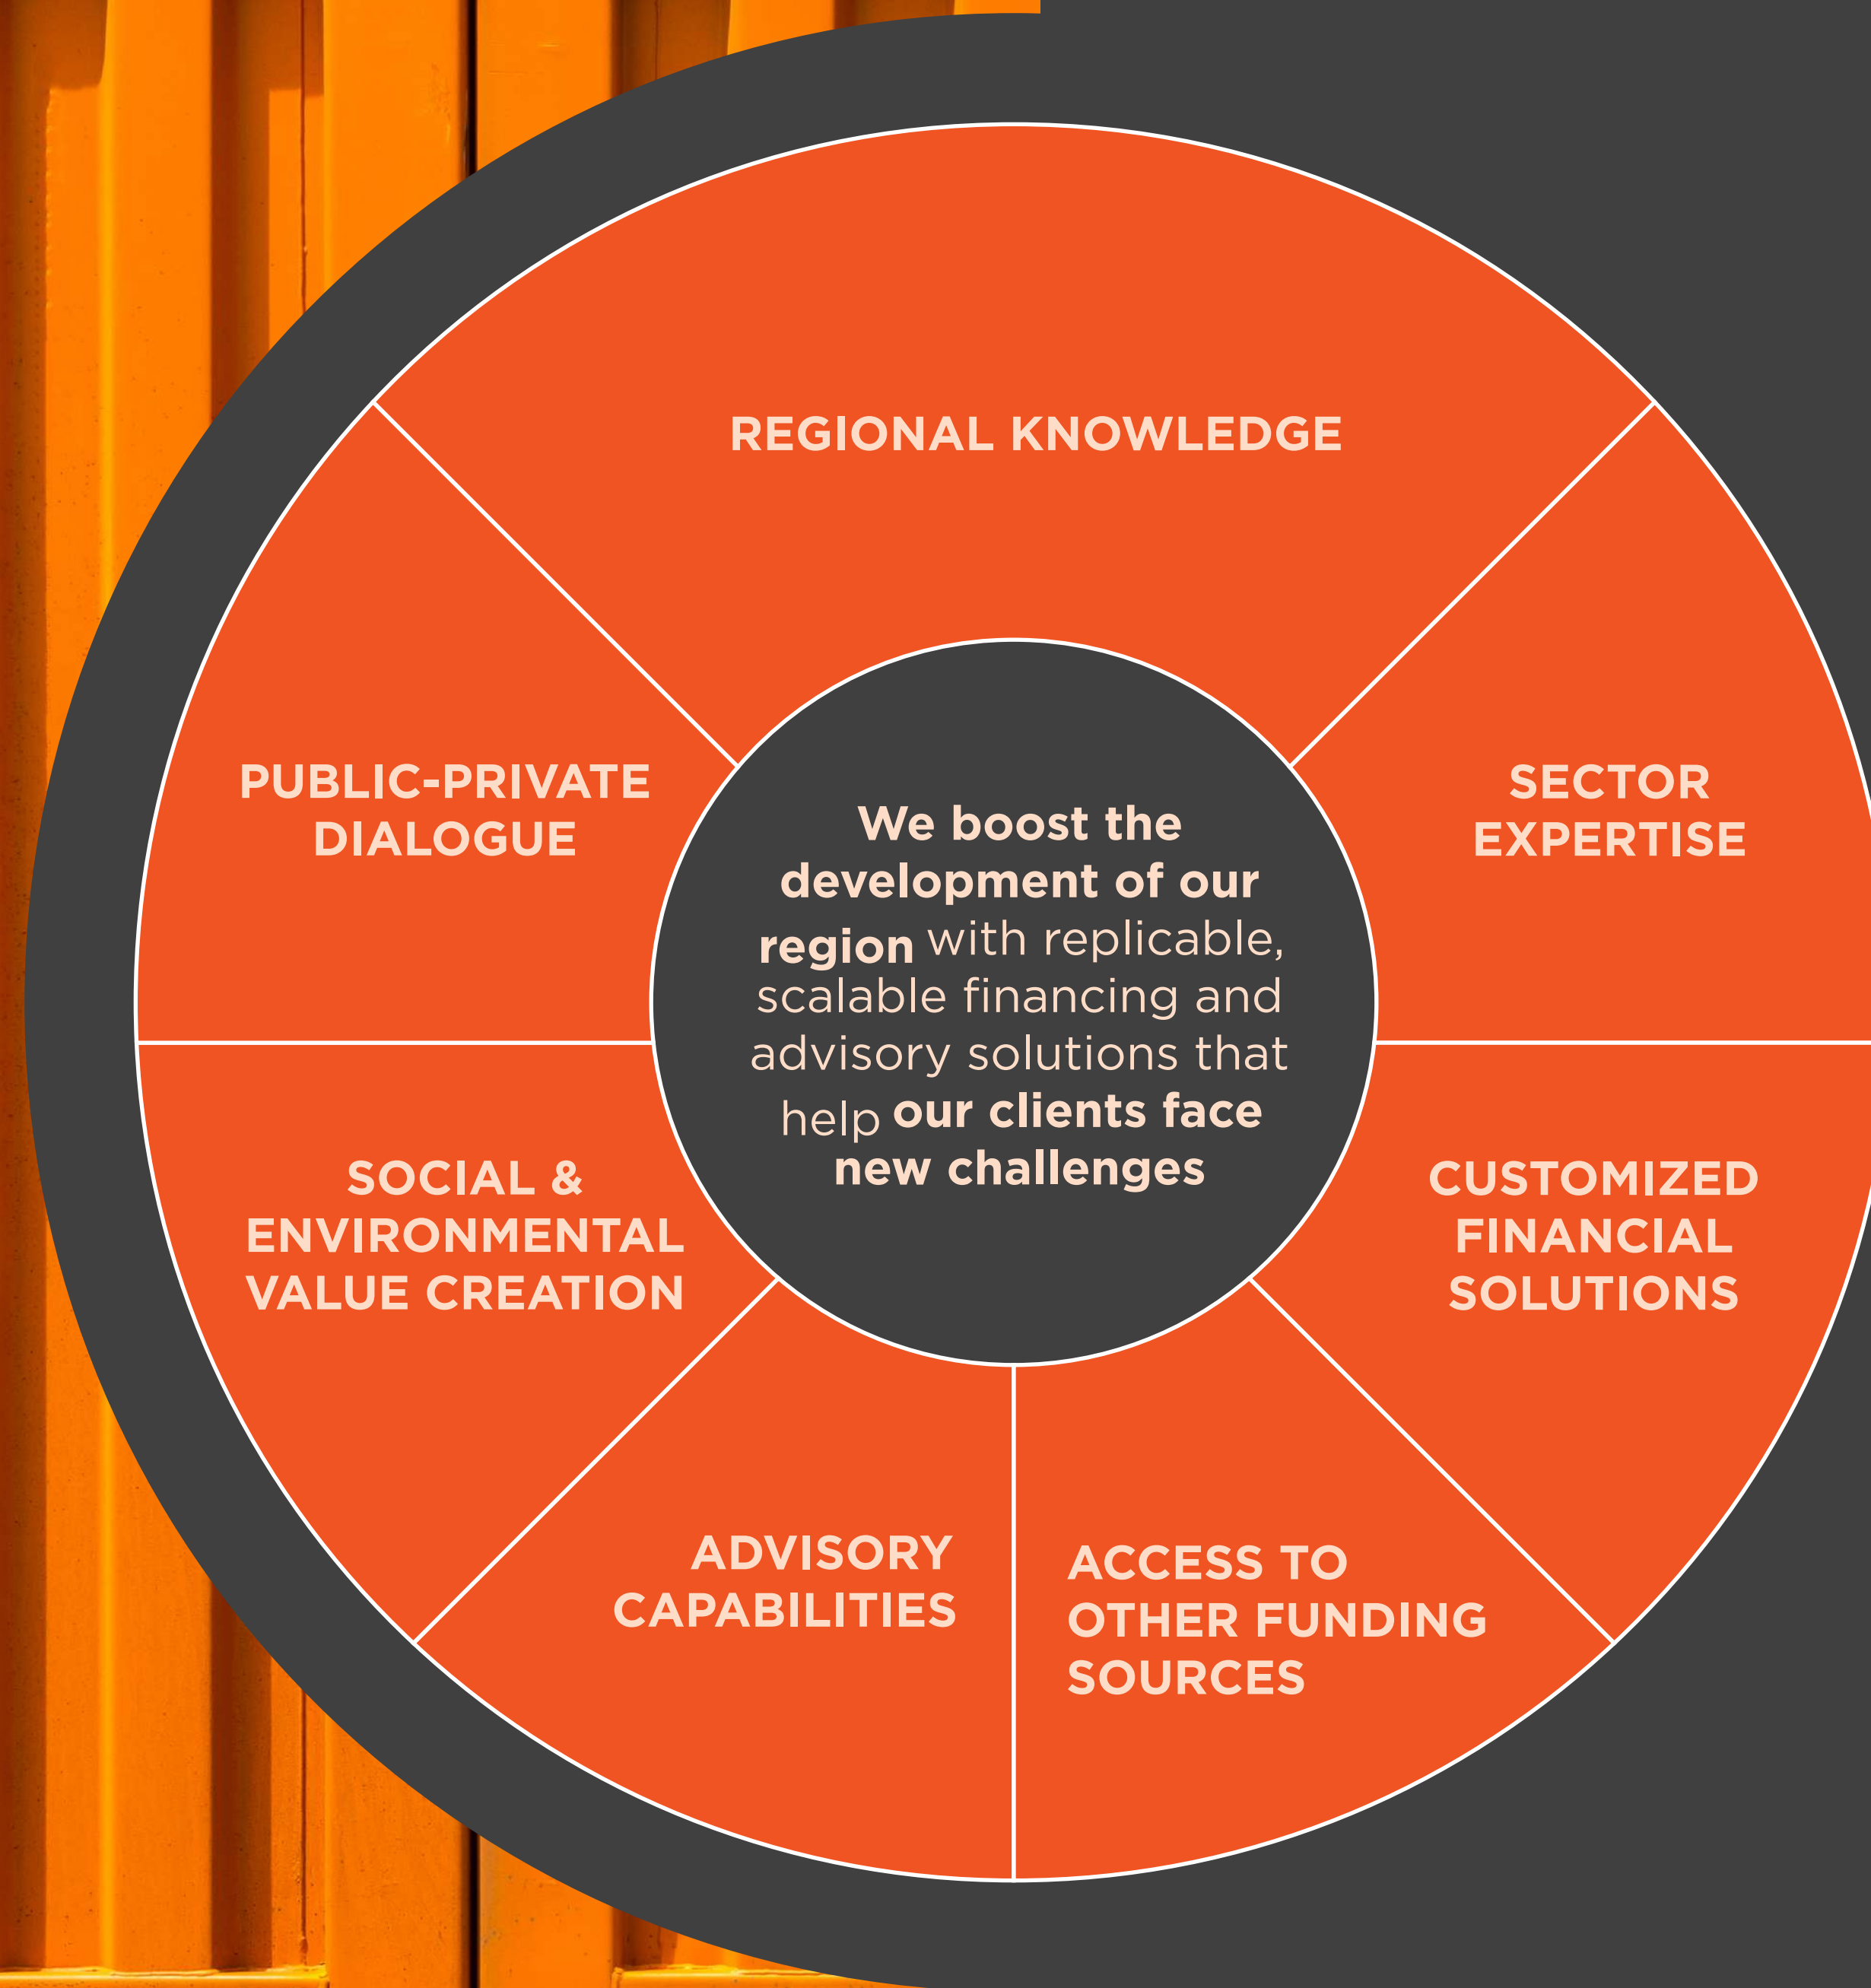 REGIONAL KNOWLEDGE
PUBLIC-PRIVATE
DIALOGUE
SECTOR
EXPERTISE
We boost the
development of our
region with replicable,
scalable financing and
advisory solutions that
help our clients face
new challenges
SOCIAL &
ENVIRONMENTAL
VALUE CREATION
CUSTOMIZED
FINANCIAL
SOLUTIONS
ADVISORY
CAPABILITIES
ACCESS TO
OTHER FUNDING
SOURCES